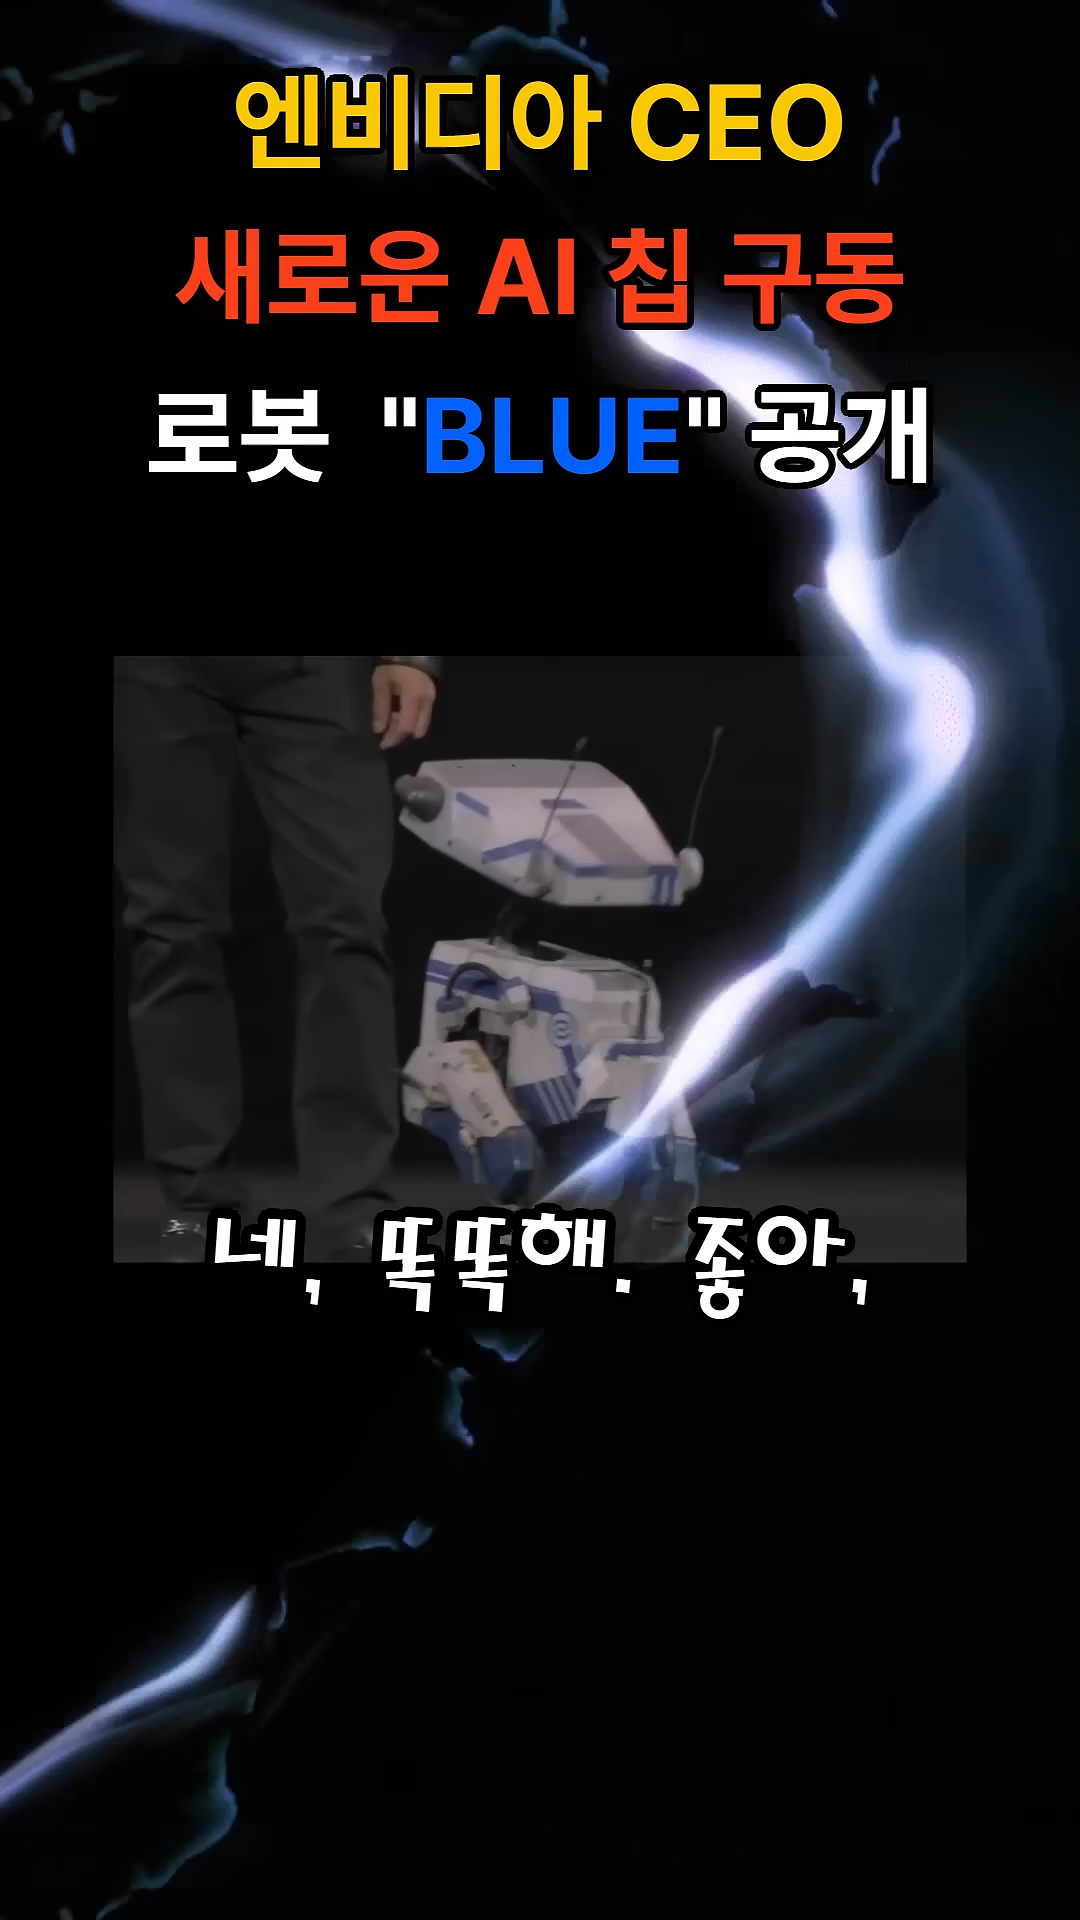 엔비디아 CEO
새로운 AI 칩 구동
로봇 "BLUE" 공개
네, 똑똑해. 좋아,